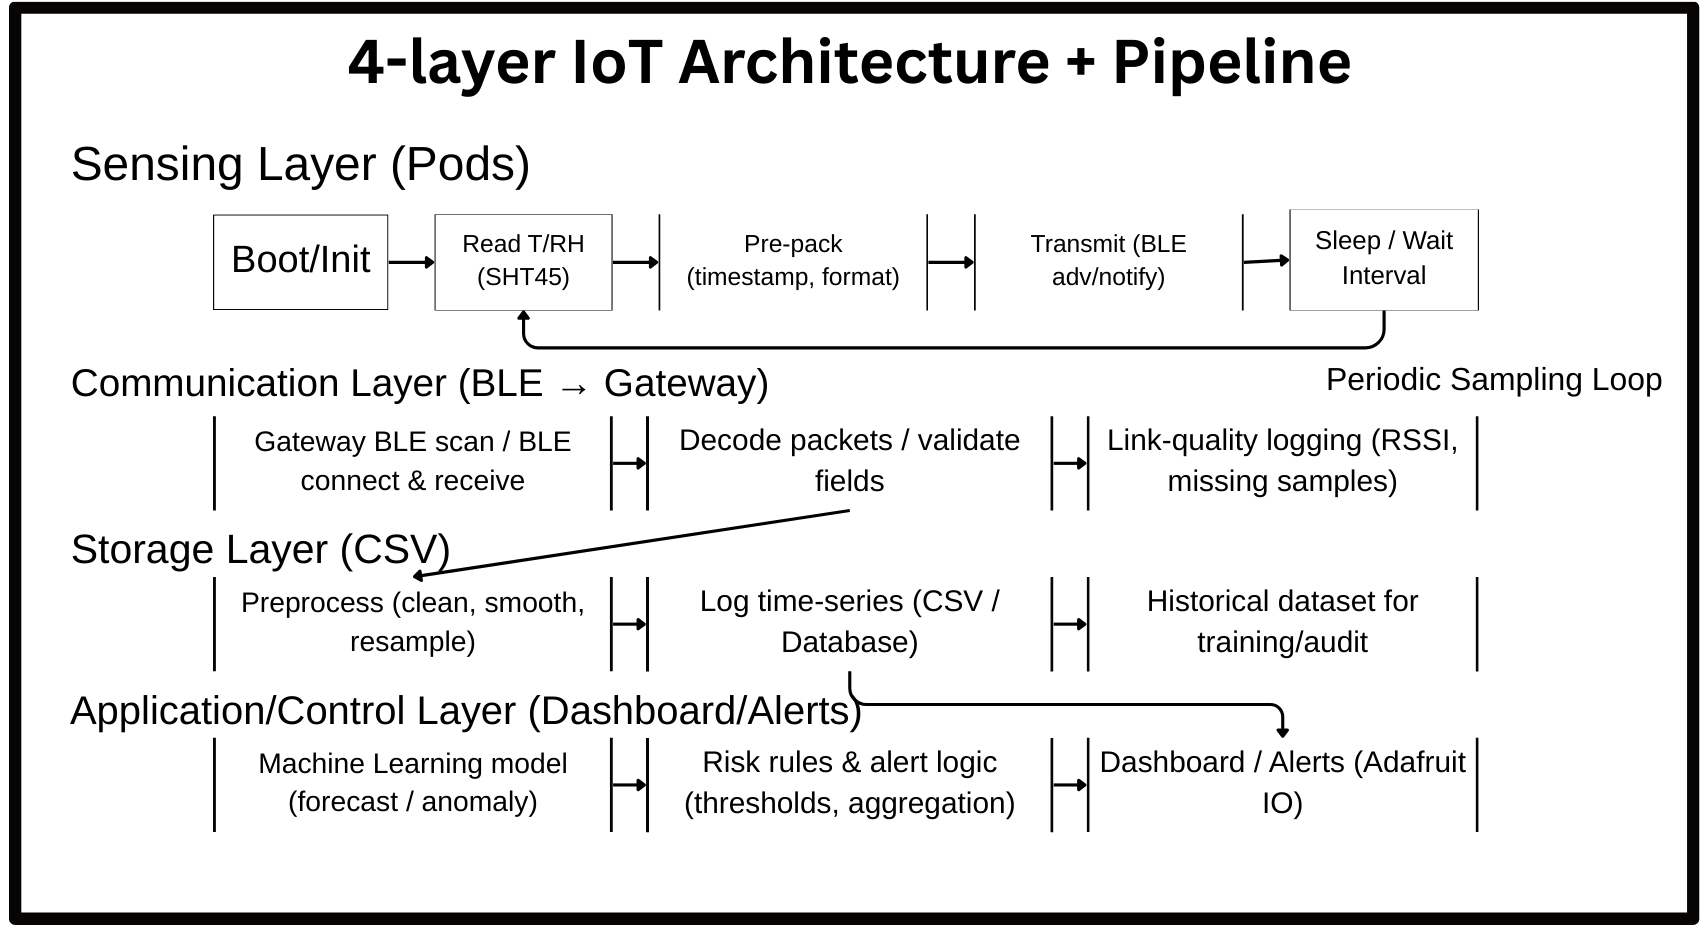 4-layer IoT Architecture + Pipeline
Sensing Layer (Pods)
Boot/Init
Read T/RH
(SHT45)
Pre-pack
(timestamp, format)
Transmit (BLE
adv/notify)
Sleep / Wait
Interval
Periodic Sampling Loop
Communication Layer (BLE → Gateway)
Gateway BLE scan / BLE
connect & receive
Decode packets / validate
fields
Link-quality logging (RSSI,
missing samples)
Storage Layer (CSV)
Preprocess (clean, smooth,
resample)
Log time-series (CSV /
Database)
Historical dataset for
training/audit
Application/Control Layer (Dashboard/Alerts)
Machine Learning model
(forecast / anomaly)
Risk rules & alert logic
(thresholds, aggregation)
Dashboard / Alerts (Adafruit
IO)